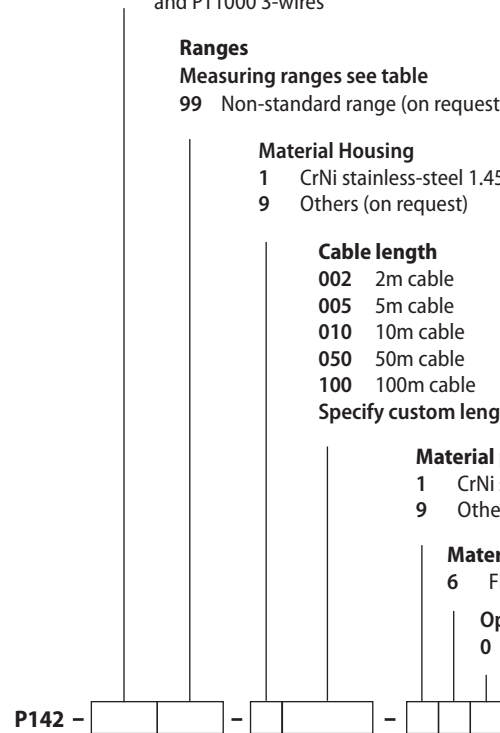 and PT1000 3-wires
Ranges
Measuring ranges see table
99 Non-standard range (on request
Material Housing
1 CrNi stainless-steel 1.45
9 Others (on request)
Cable length
002 2m cable
005 5m cable
010 10m cable
050 50m cable
100 100m cable
Specify custom leng
Material
1 CrNi
9 Othe
Mater
6 F
Op
0
P142 – – –